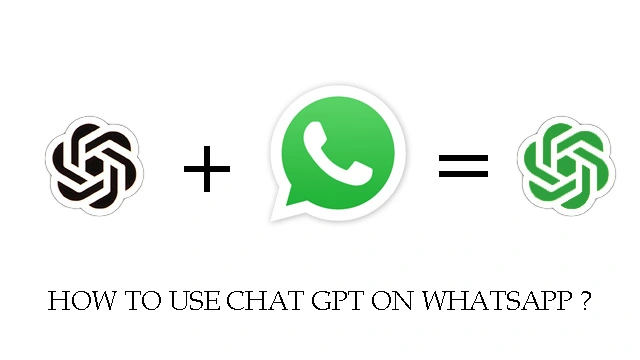 + =
HOW TO USE CHAT GPT ON WHATSAPP ?